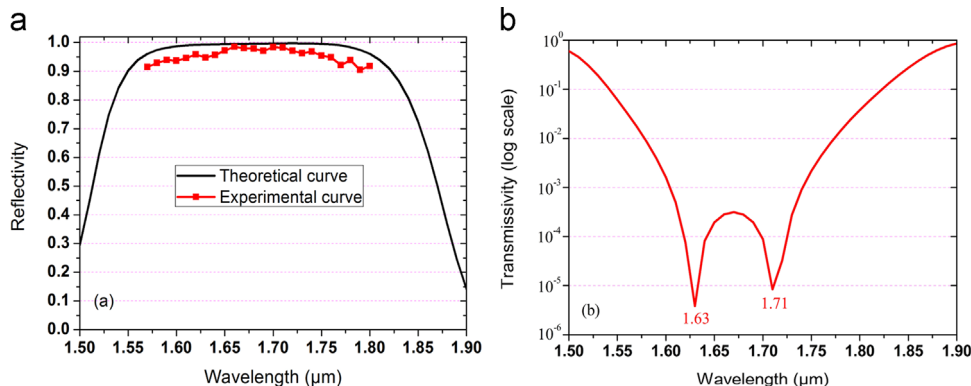 a
Reflectivity
1.0
0.9
0.8
0.7
0.6
0.5
0.4
0.3
0.2
0.1
0.0
Theoretical curve
Experimental curve
(a)
1.50 1.55 1.60 1.65 1.70 1.75 1.80 1.85 1.90
Wavelength (µm)
b
Transmissivity (log scale)
10^0
10^-1
10^-2
10^-3
10^-4
10^-5
10^-6
1.63
1.71
(b)
1.50 1.55 1.60 1.65 1.70 1.75 1.80 1.85 1.90
Wavelength (µm)